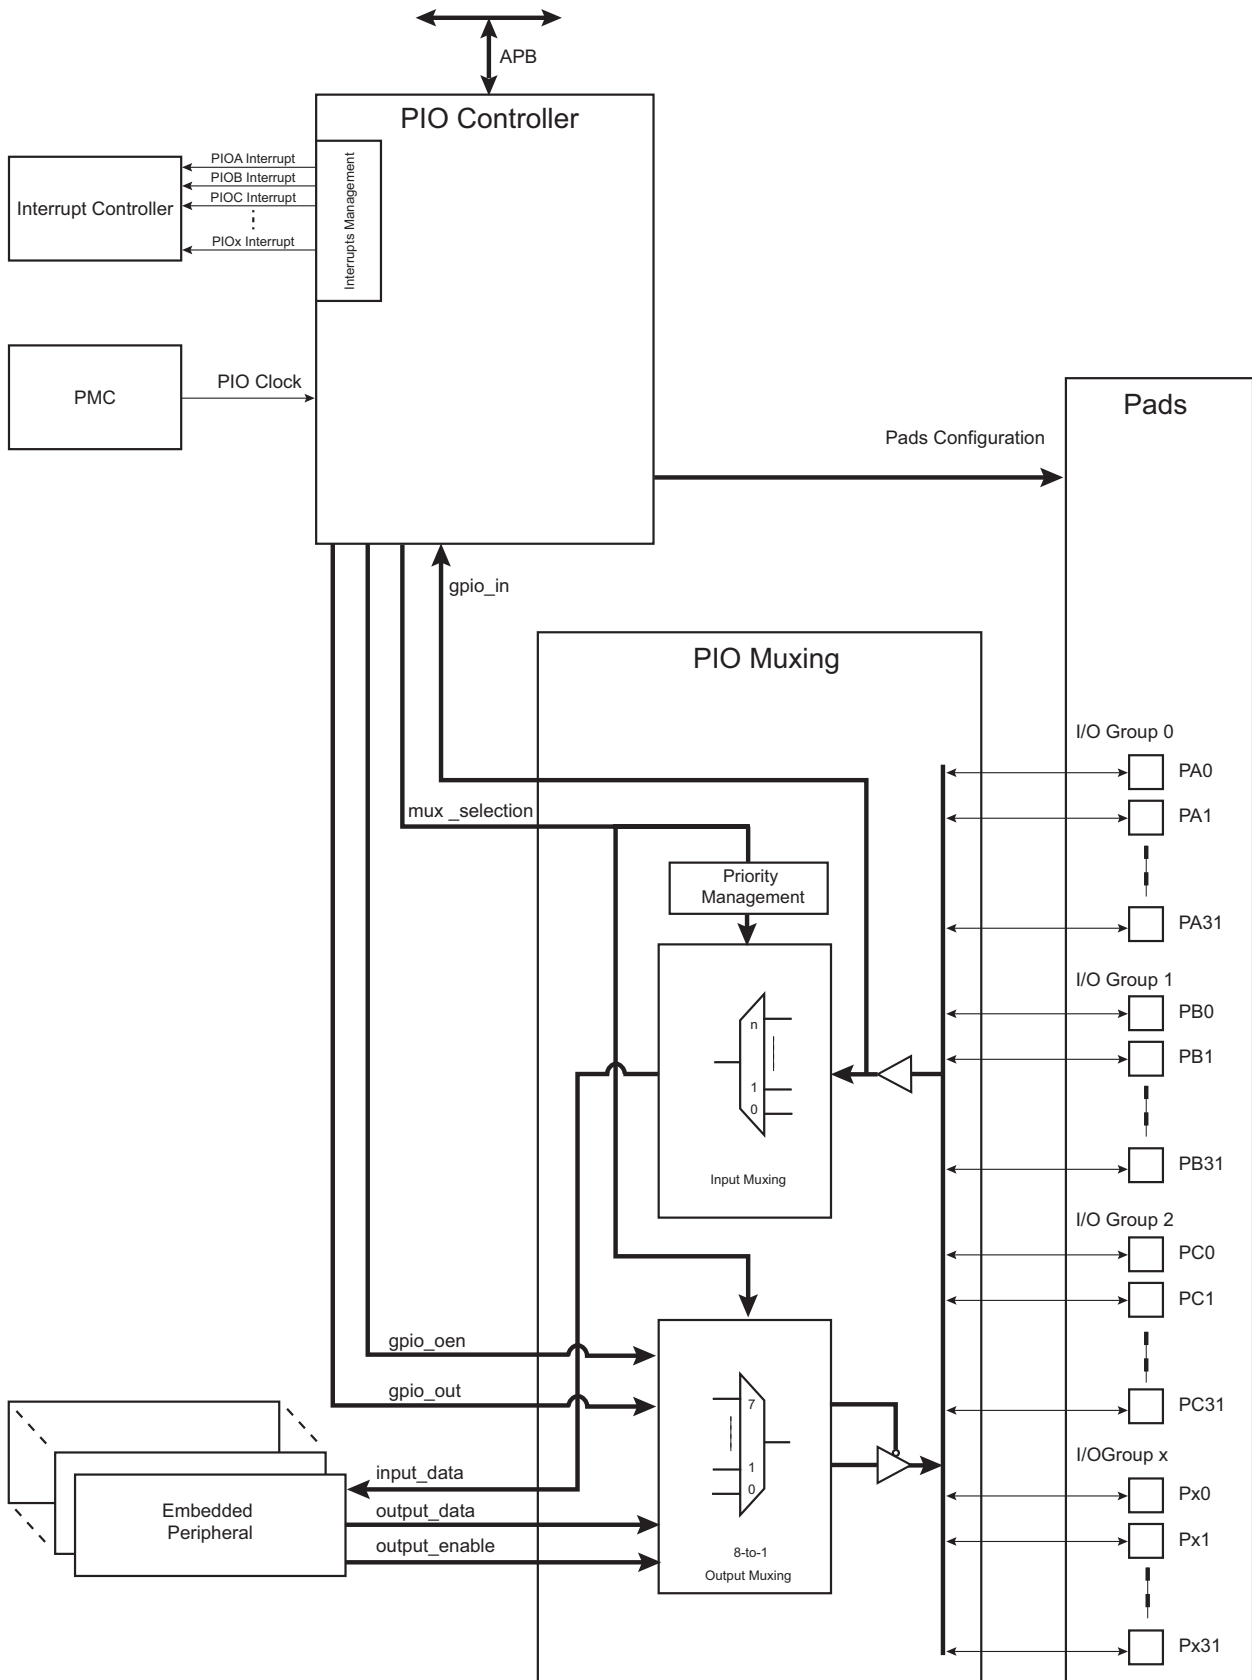 APB
PIO Controller
PIOA Interrupt
PIOB Interrupt
PIOC Interrupt
PIOx Interrupt
Interrupt Controller
Interrupts Management
PMC
PIO Clock
Pads
Pads Configuration
gpio_in
PIO Muxing
I/O Group 0
PA0
mux _selection
PA1
Priority
Management
PA31
I/O Group 1
PB0
n
PB1
1
0
PB31
Input Muxing
I/O Group 2
PC0
PC1
gpio_oen
gpio_out
7
PC31
I/OGroup x
1
0
input_data
Px0
Embedded
Peripheral
output_data
Px1
output_enable
8-to-1
Output Muxing
Px31